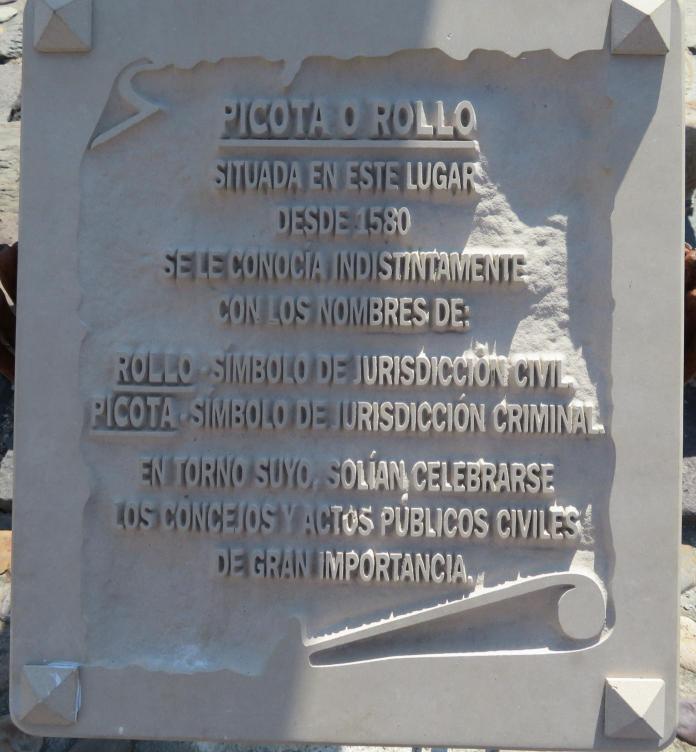 PICOTA O ROLLO
SITUADA EN ESTE LUGAR
DESDE 1580
SE LE CONOCÍA INDISTINTAMENTE
CON LOS NOMBRES DE:
ROLLO-SÍMBOLO DE JURISDICCIÓN CIVIL.
PICOTA-SÍMBOLO DE JURISDICCIÓN CRIMINAL.
EN TORNO SUYO, SOLÍAN CELEBRARSE
LOS CONCEJOS Y ACTOS PÚBLICOS CIVILES
DE GRAN IMPORTANCIA.